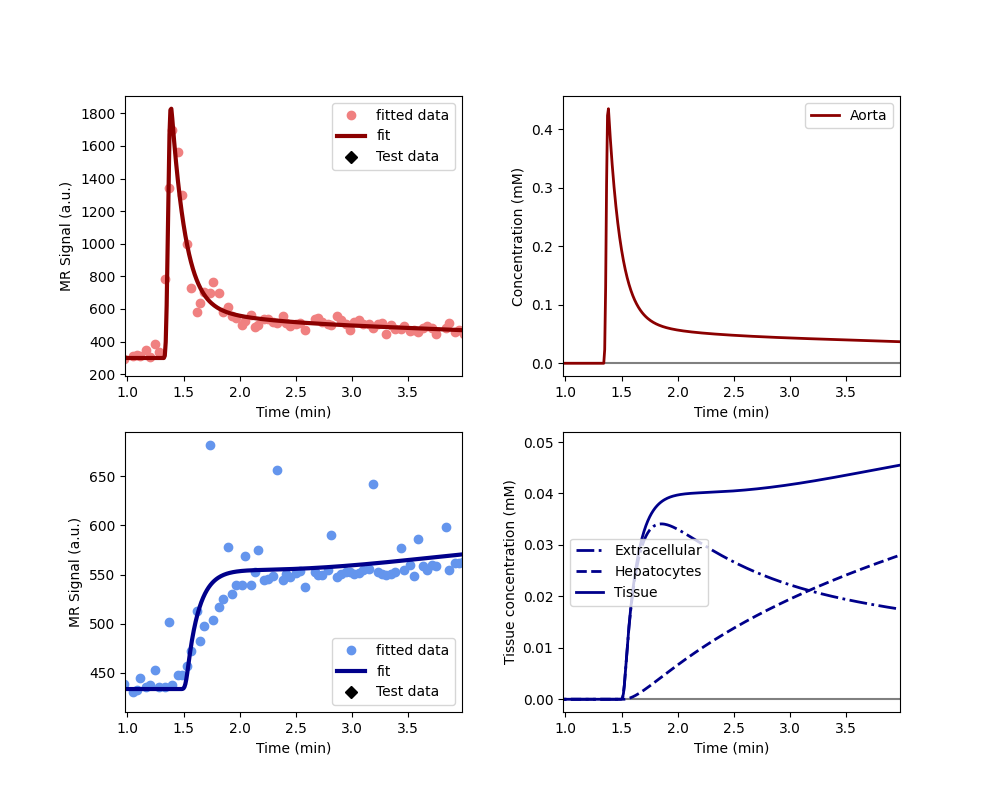 1800
1600
1400
1200
1000
800
600
400
200
MR Signal (a.u.)
fitted data
fit
Test data
1.0 1.5 2.0 2.5 3.0 3.5
Time (min)
0.4
0.3
0.2
0.1
0.0
Concentration (mM)
Aorta
1.0 1.5 2.0 2.5 3.0 3.5
Time (min)
650
600
550
500
450
MR Signal (a.u.)
fitted data
fit
Test data
1.0 1.5 2.0 2.5 3.0 3.5
Time (min)
0.05
0.04
0.03
0.02
0.01
0.00
Tissue concentration (mM)
Extracellular
Hepatocytes
Tissue
1.0 1.5 2.0 2.5 3.0 3.5
Time (min)